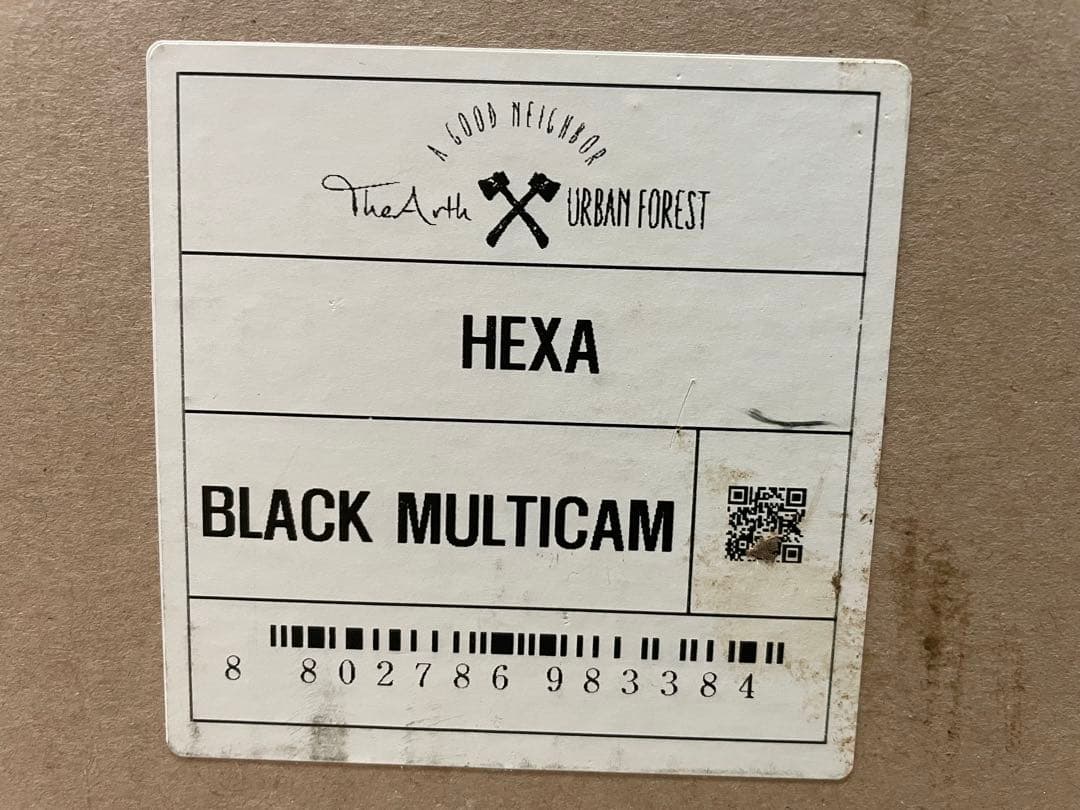 A GOOD NEIGHBOR
TheArth URBAN FOREST
HEXA
BLACK MULTICAM
8 802786 983384